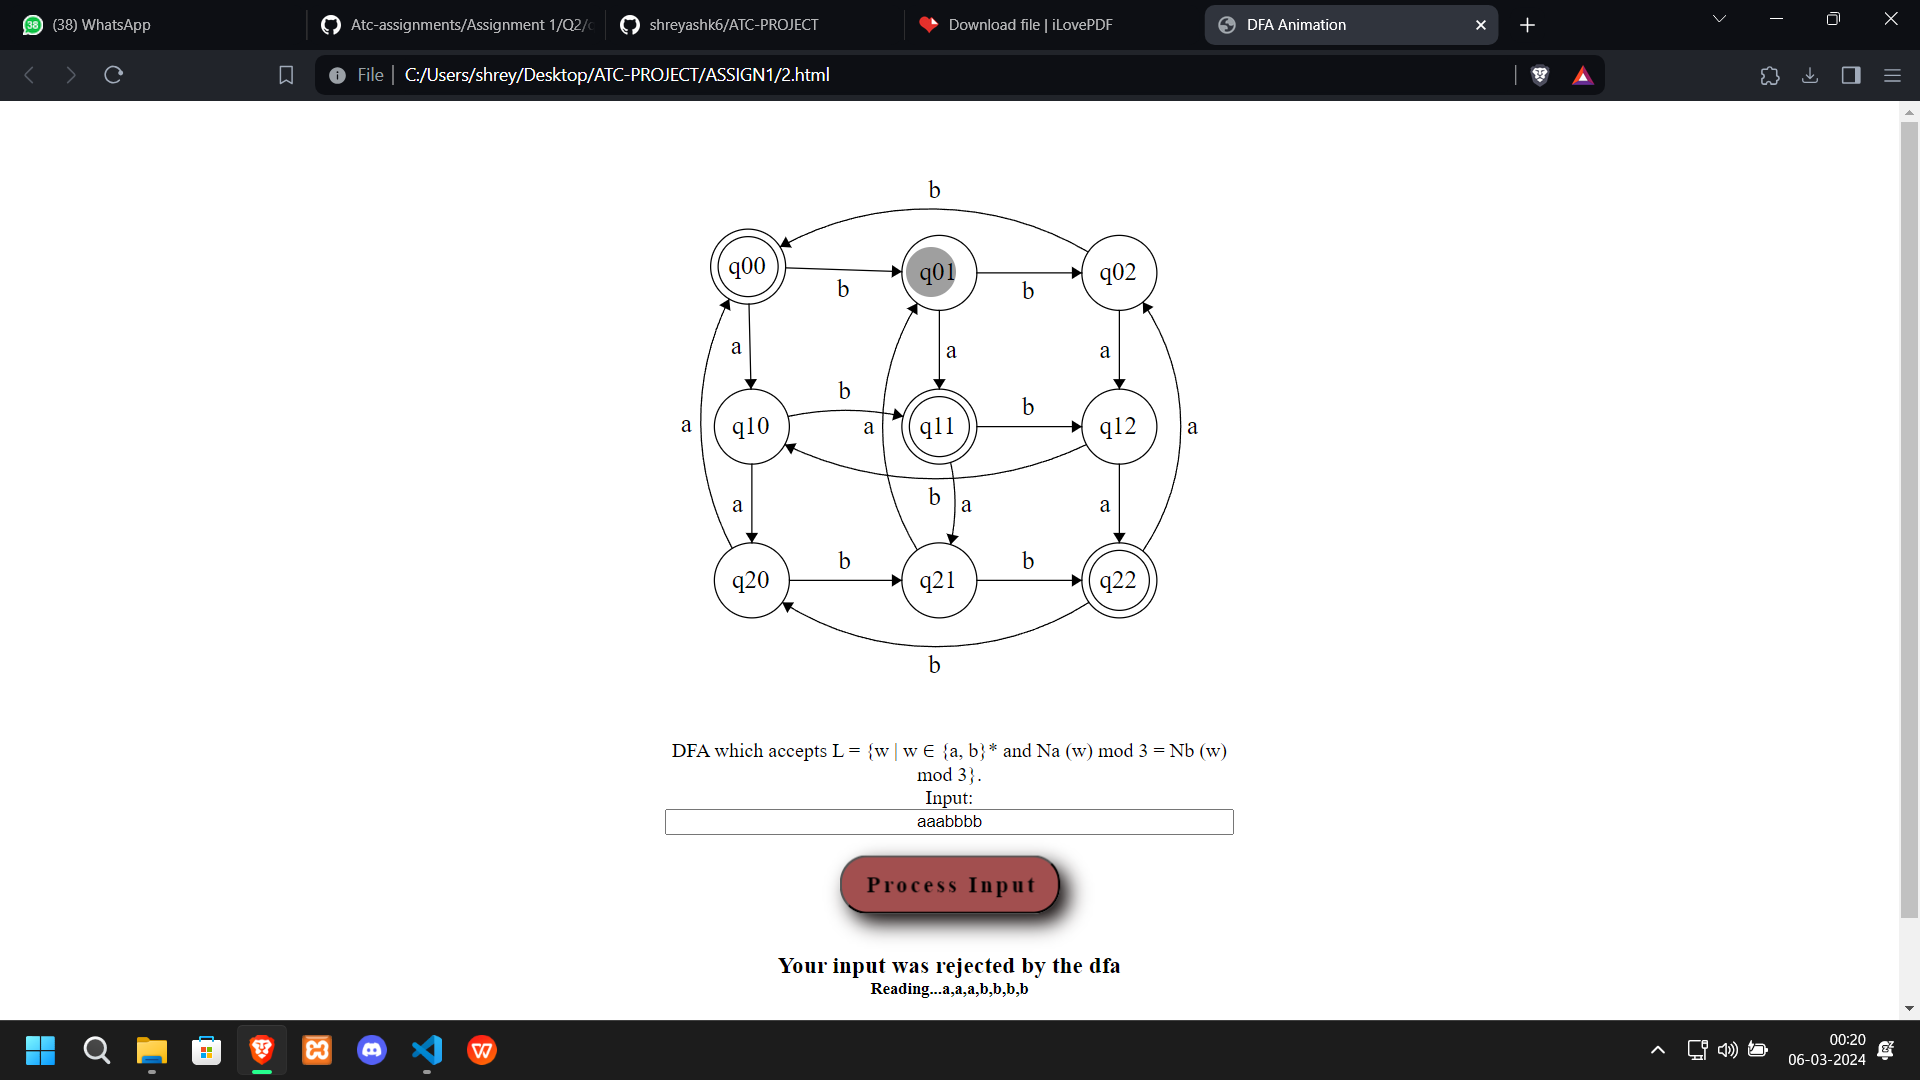 38
(38) WhatsApp
Atc-assignments/Assignment 1/Q2/
shreyashk6/ATC-PROJECT
Download file | iLovePDF
DFA Animation
File
C:/Users/shrey/Desktop/ATC-PROJECT/ASSIGN1/2.html
b
q00
b
q01
b
q02
a
a
a
a
q10
b
a
q11
b
q12
a
a
b
a
a
q20
b
q21
b
q22
b
DFA which accepts L = {w | w ∈ {a, b}* and Na (w) mod 3 = Nb (w)
mod 3}.
Input:
aaabbbb
Process Input
Your input was rejected by the dfa
Reading...a,a,a,b,b,b,b
00:20
06-03-2024